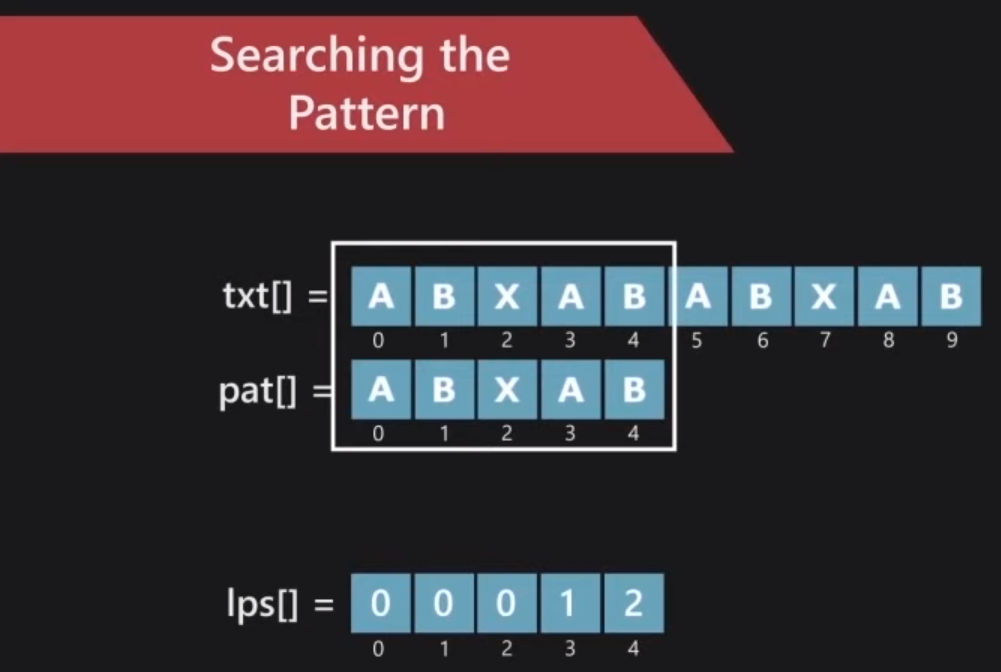 Searching the
Pattern
txt[] = A B X A B A B X A B
0 1 2 3 4 5 6 7 8 9
pat[] = A B X A B
0 1 2 3 4
lps[] = 0 0 0 1 2
0 1 2 3 4